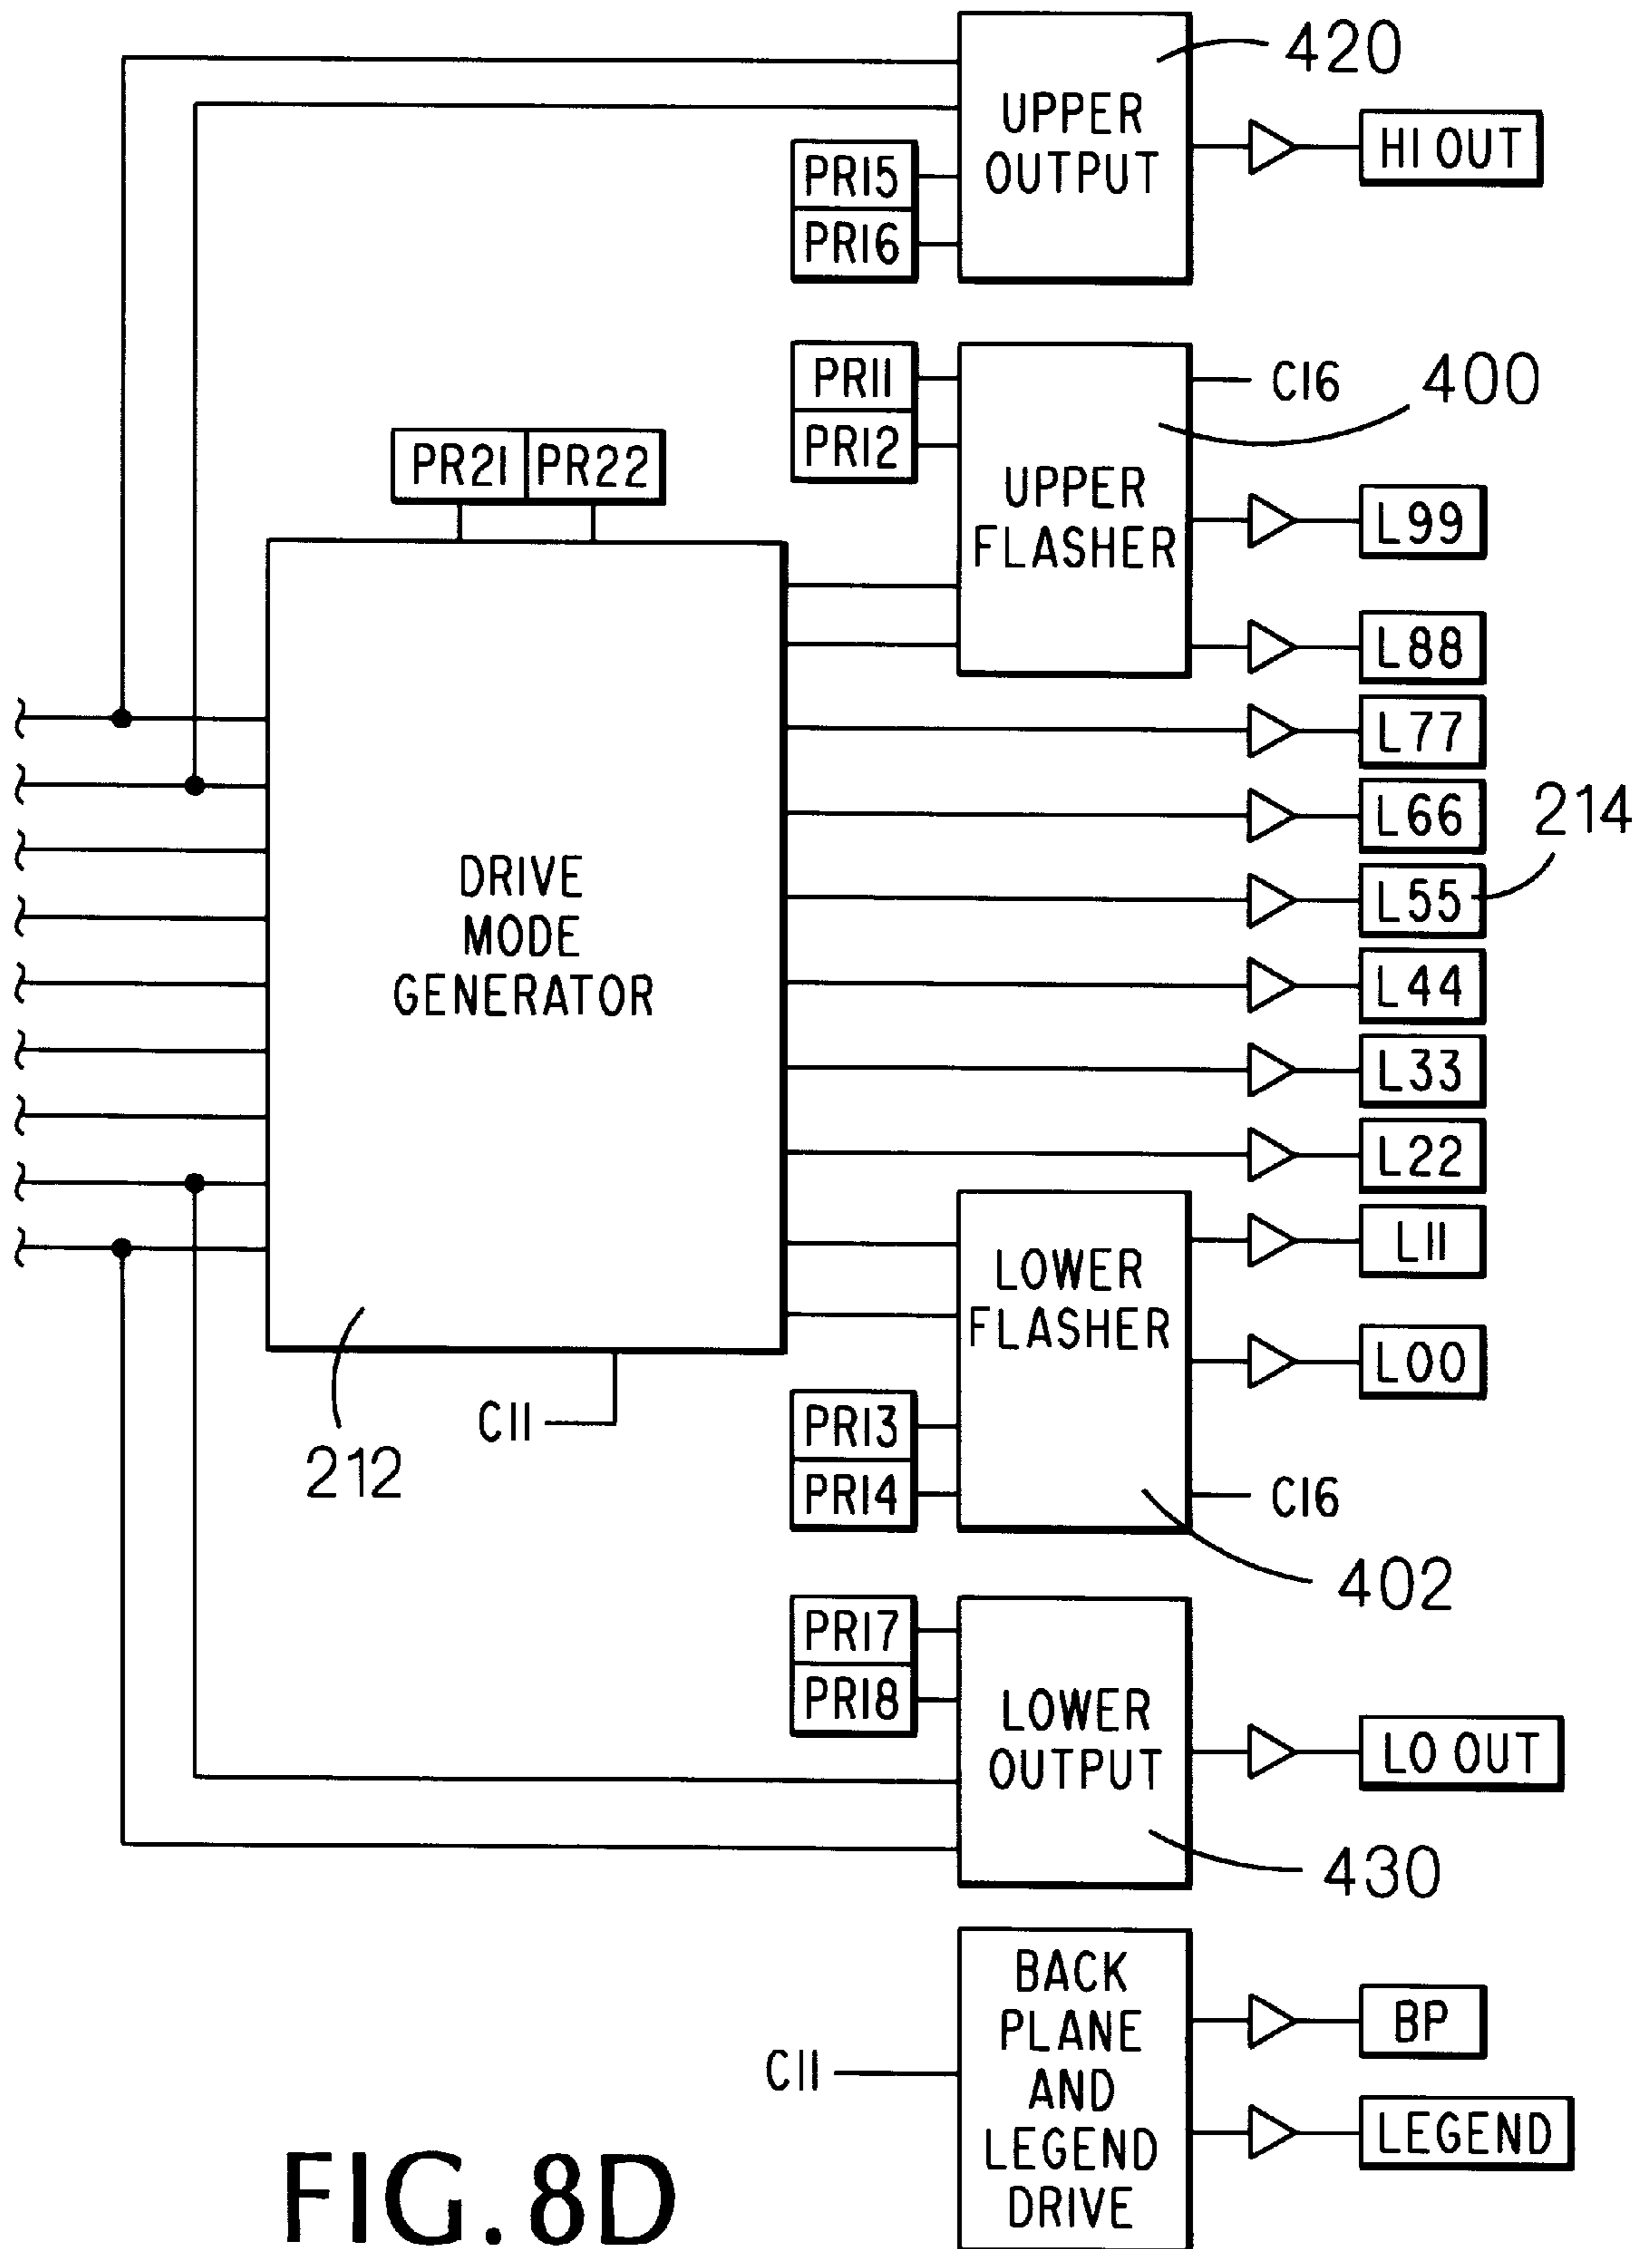 420
UPPER
OUTPUT
HI OUT
PR15
PR16
PR11
PR12
C16
400
UPPER
FLASHER
L99
L88
PR21 PR22
L77
L66
214
L55
L44
L33
L22
DRIVE
MODE
GENERATOR
212
C11
LOWER
FLASHER
L11
L00
PR13
PR14
C16
402
PR17
PR18
LOWER
OUTPUT
LO OUT
430
BACK
PLANE
AND
LEGEND
DRIVE
C11
BP
LEGEND
FIG. 8D